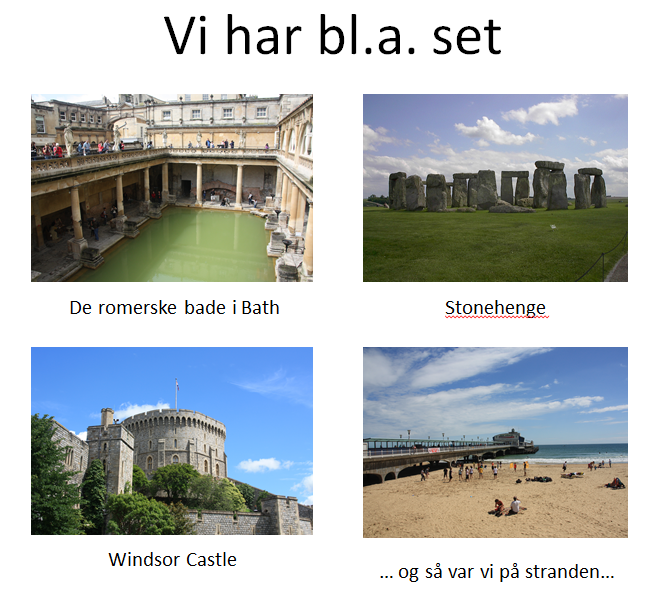 Vi har bl.a. set
De romerske bade i Bath
Stonehenge
Windsor Castle
... og så var vi på stranden...